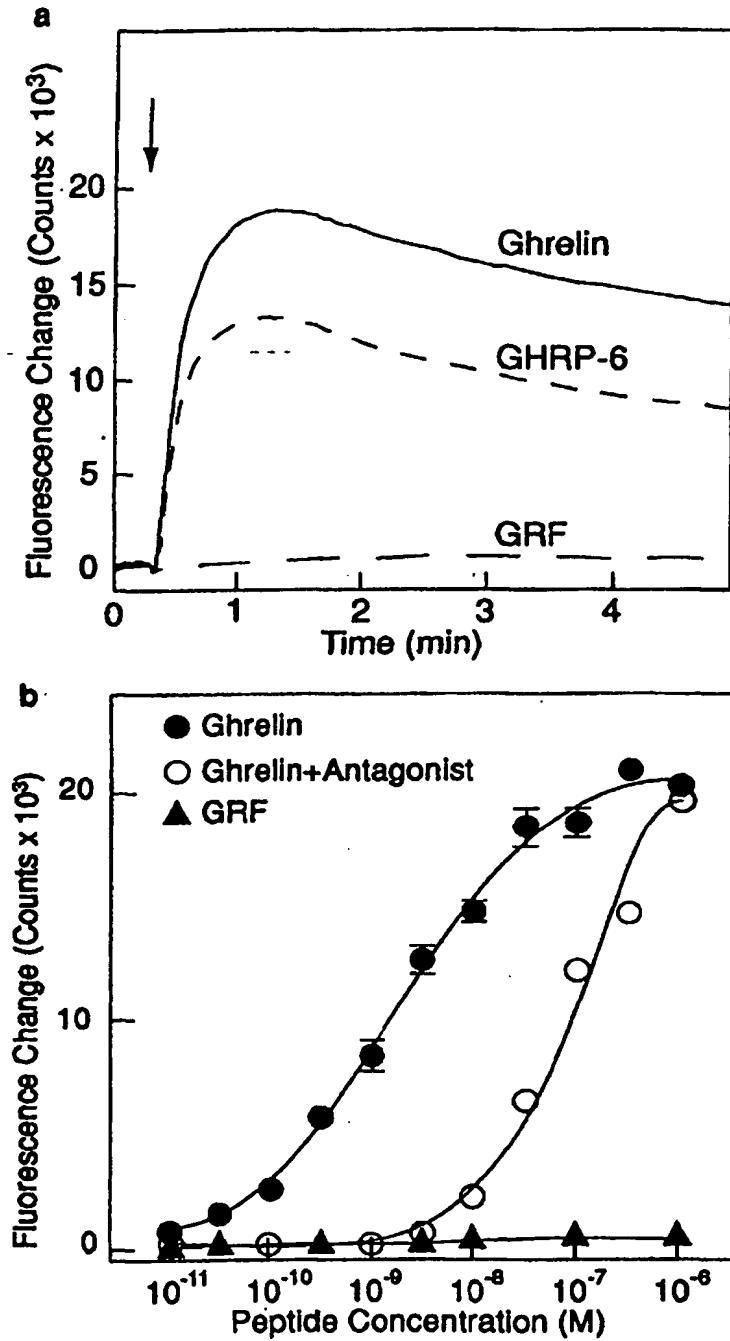 a
Fluorescence Change (Counts x 10³)
20
15
10
5
0
Ghrelin
GHRP-6
GRF
0 1 2 3 4
Time (min)
b
Ghrelin
Ghrelin+Antagonist
GRF
Fluorescence Change (Counts x 10³)
20
10
0
10⁻¹¹ 10⁻¹⁰ 10⁻⁹ 10⁻⁸ 10⁻⁷ 10⁻⁶
Peptide Concentration (M)